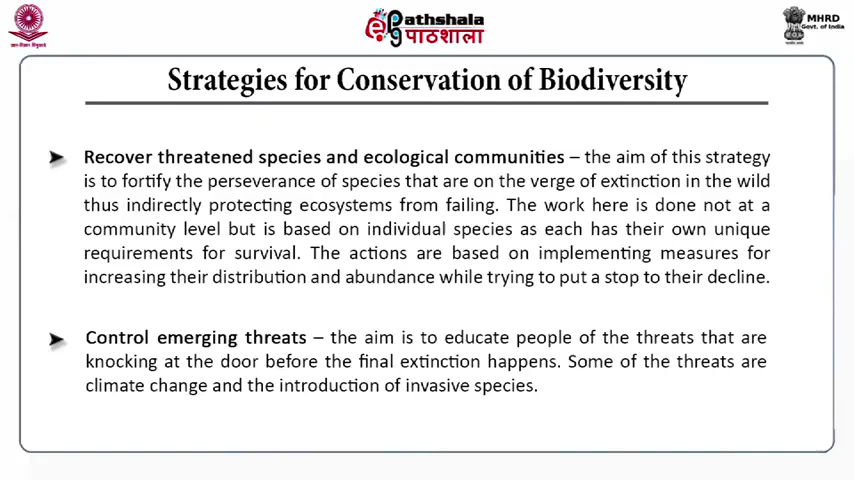 Pathshala
पाठशाला
MHRD
Govt. of India
Strategies for Conservation of Biodiversity
Recover threatened species and ecological communities – the aim of this strategy
is to fortify the perseverance of species that are on the verge of extinction in the wild
thus indirectly protecting ecosystems from failing. The work here is done not at a
community level but is based on individual species as each has their own unique
requirements for survival. The actions are based on implementing measures for
increasing their distribution and abundance while trying to put a stop to their decline.
Control emerging threats – the aim is to educate people of the threats that are
knocking at the door before the final extinction happens. Some of the threats are
climate change and the introduction of invasive species.